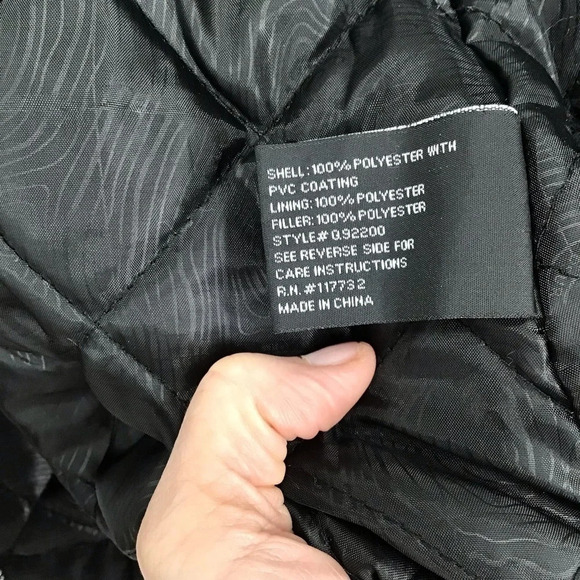 SHELL:100%POLYESTER WITH
PVC COATING
LINING:100%POLYESTER
FILLER:100%POLYESTER
STYLE# Q92200
SEE REVERSE SIDE FOR
CARE INSTRUCTIONS
R.N. #117732
MADE IN CHINA